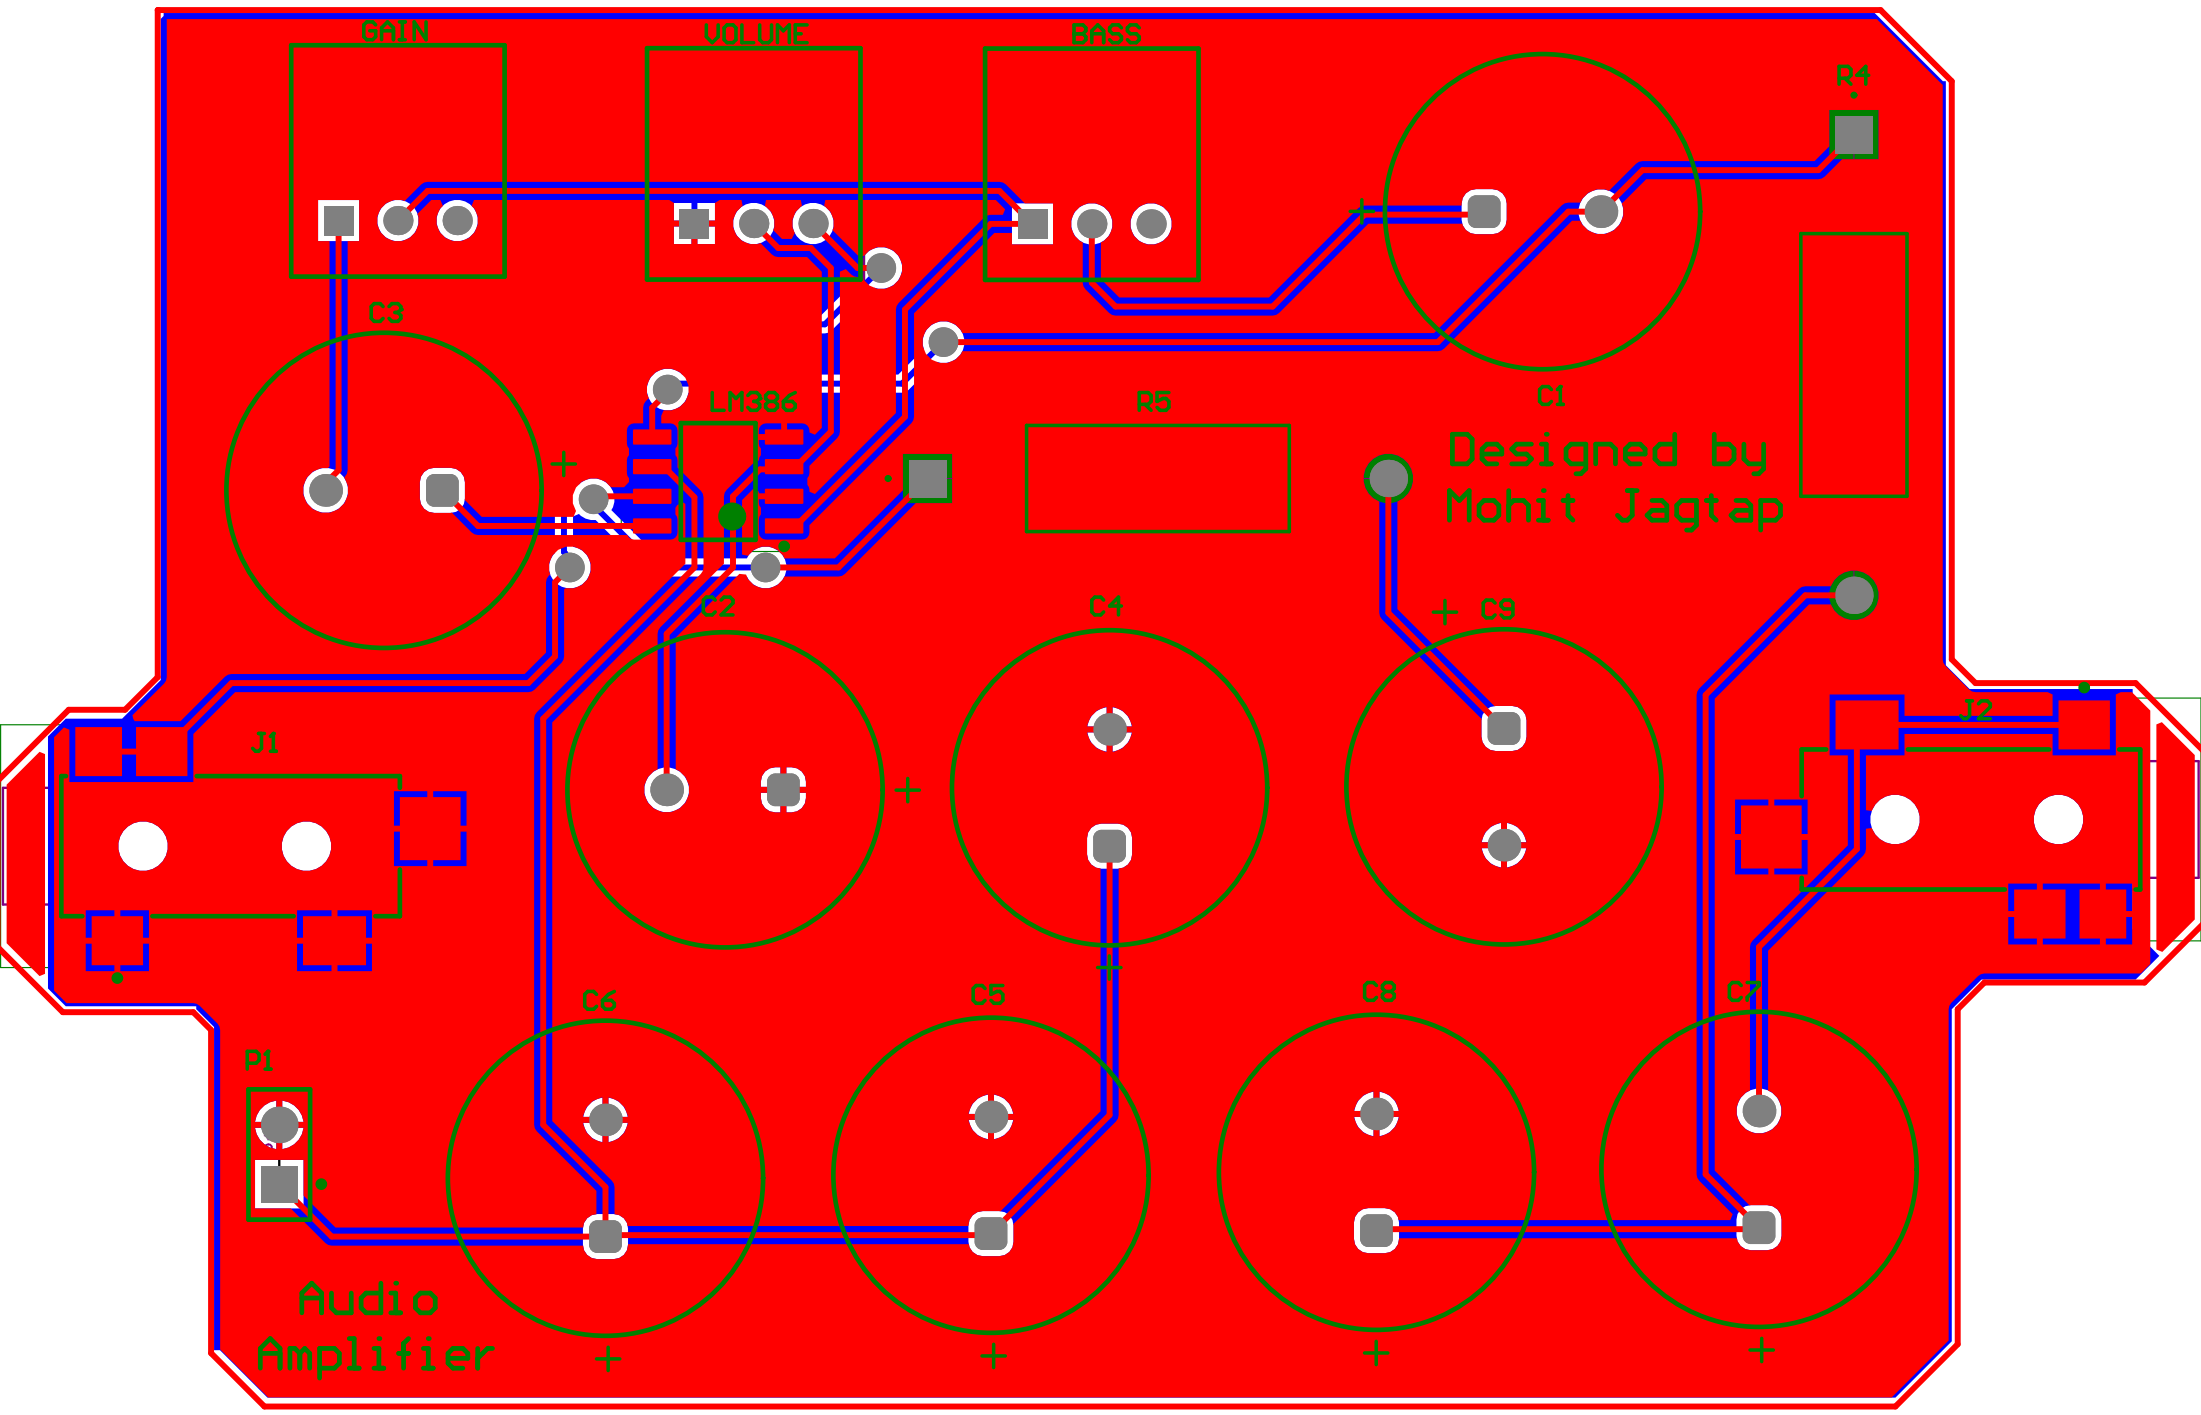 GAIN
VOLUME
BASS
R4
C3
LM386
R5
C1
Designed by
Mohit Jagtap
C2
C4
C9
J1
J2
C6
C5
C8
C7
P1
Audio
Amplifier